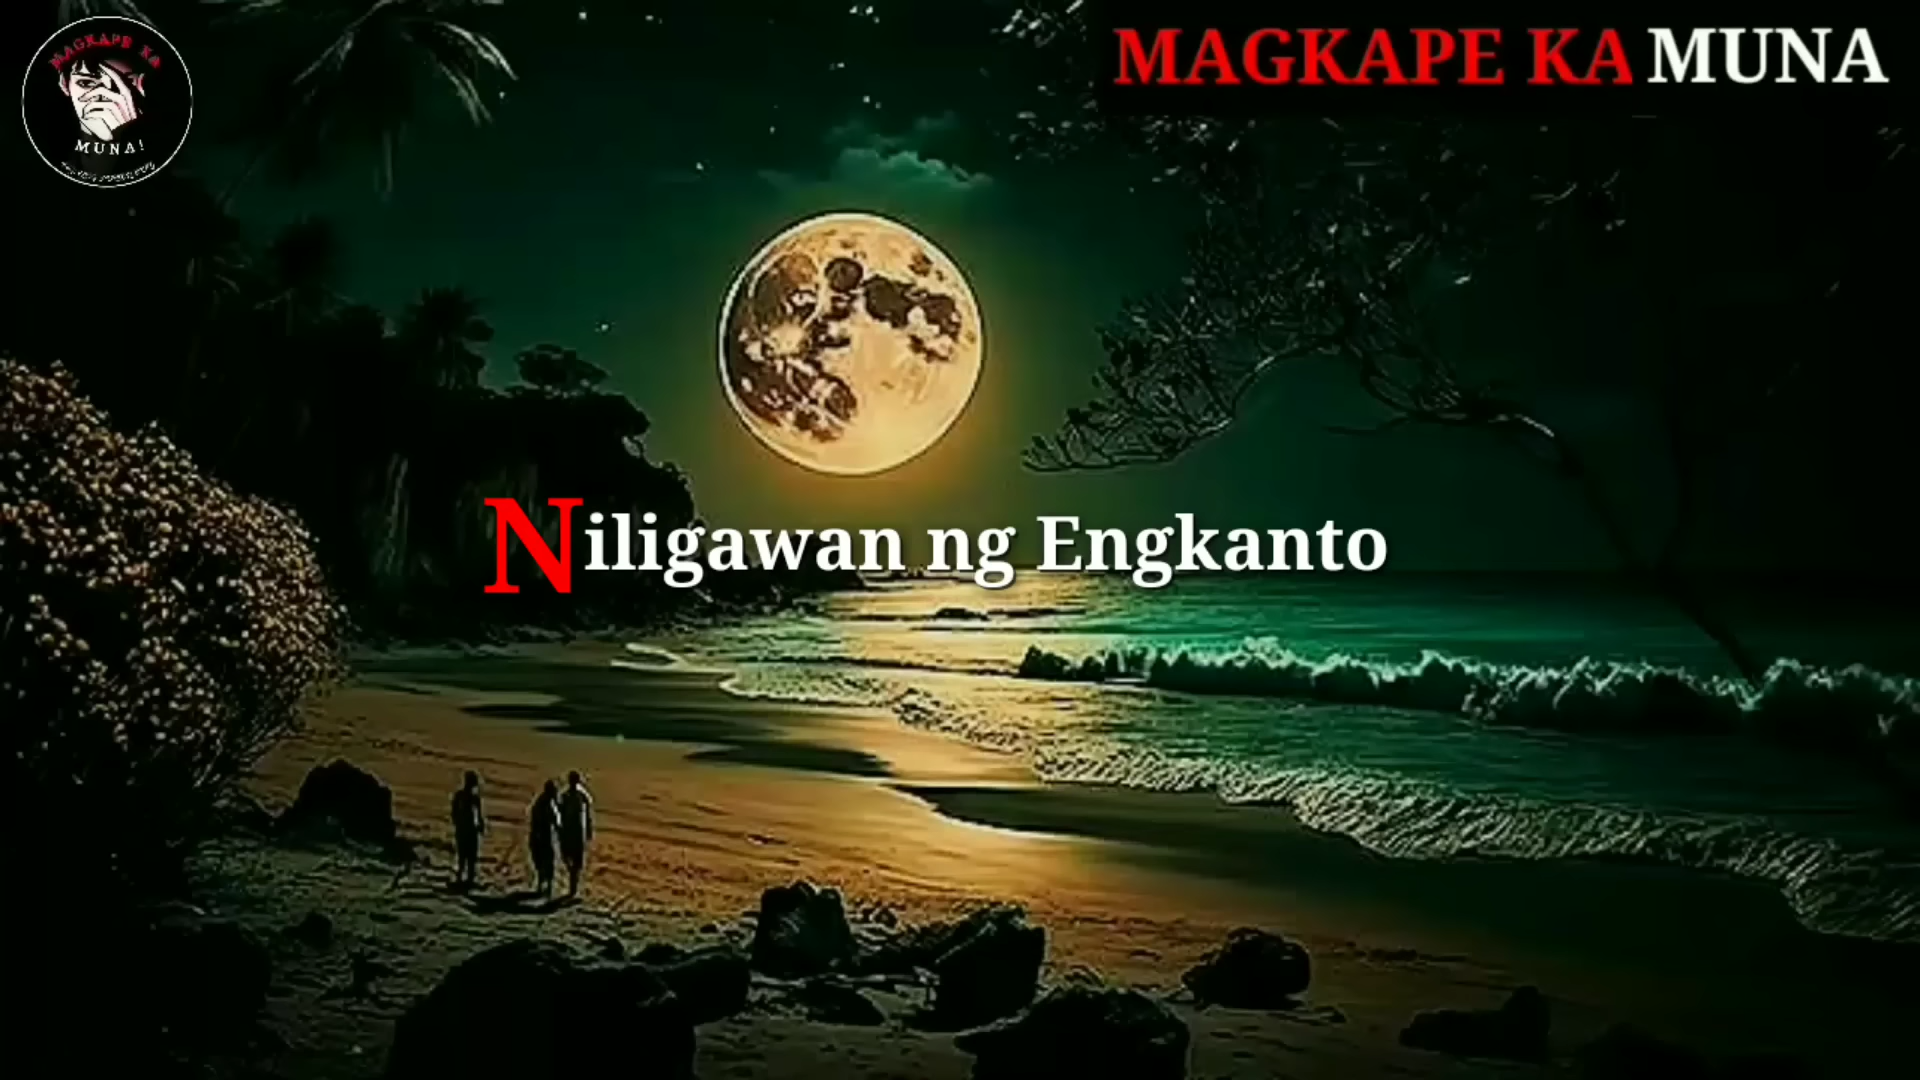 MAGKAPE KA
MUNA!
MAGKAPE KA MUNA
Niligawan ng Engkanto